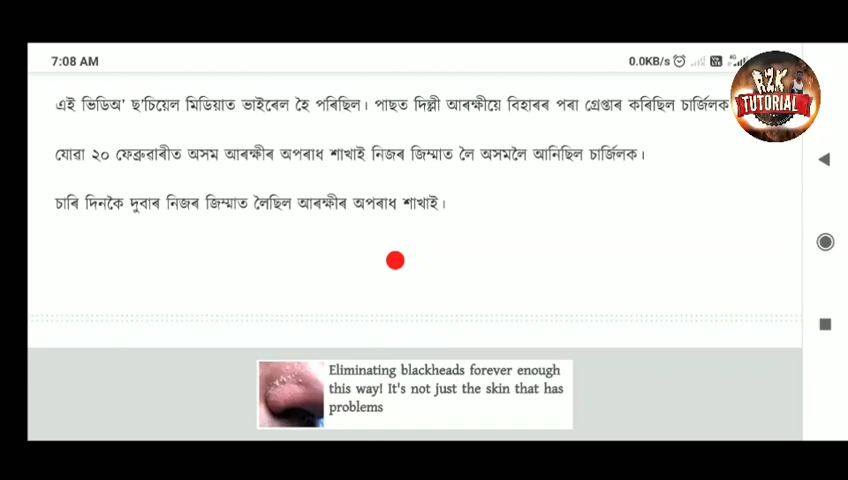 7:08 AM
0.0KB/s
4G
RZK
TUTORIAL
এই ভিডিঅ' ছ'চিয়েল মিডিয়াত ভাইৰেল হৈ পৰিছিল। পাছত দিল্লী আৰক্ষীয়ে বিহাৰৰ পৰা গ্ৰেপ্তাৰ কৰিছিল চাৰ্জিলক
যোৱা ২০ ফেব্ৰুৱাৰীত অসম আৰক্ষীৰ অপৰাধ শাখাই নিজৰ জিম্মাত লৈ অসমলৈ আনিছিল চাৰ্জিলক।
চাৰি দিনকৈ দুবাৰ নিজৰ জিম্মাত লৈছিল আৰক্ষীৰ অপৰাধ শাখাই।
Eliminating blackheads forever enough
this way! It's not just the skin that has
problems